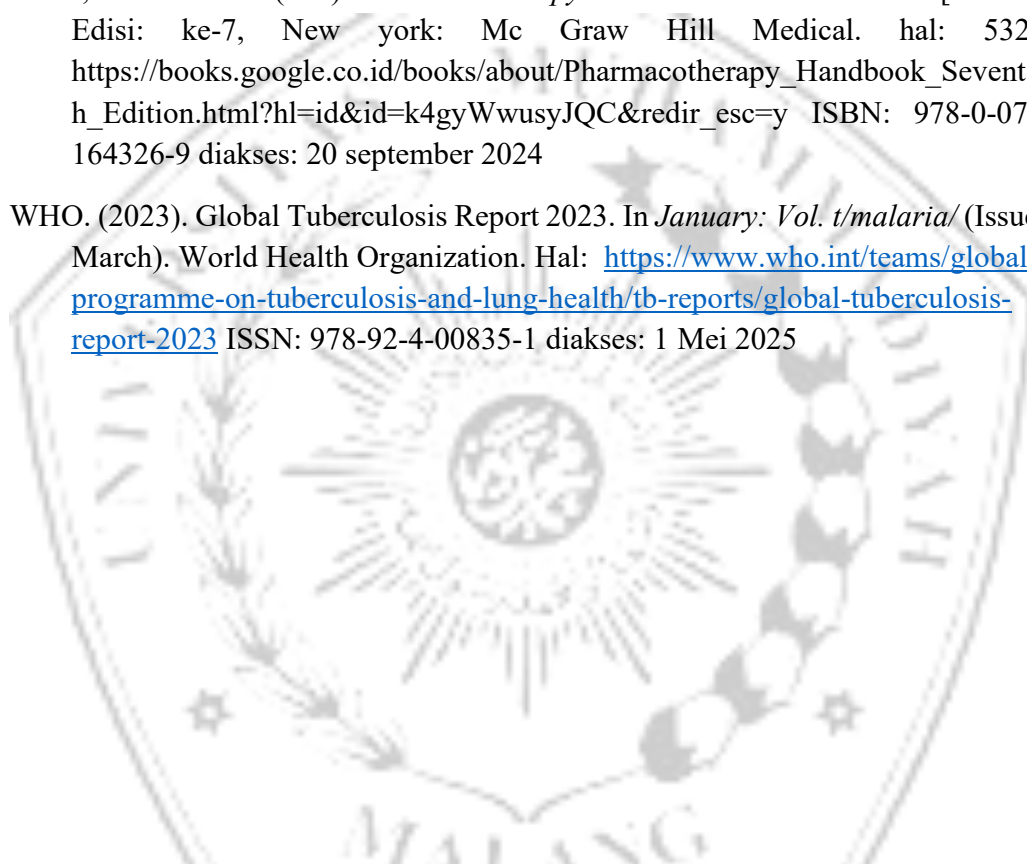 Edisi: ke-7, New york: Mc Graw Hill Medical. hal: 532
https://books.google.co.id/books/about/Pharmacotherapy_Handbook_Sevent
h_Edition.html?hl=id&id=k4gyWwusyJQC&redir_esc=y ISBN: 978-0-07
164326-9 diakses: 20 september 2024
WHO. (2023). Global Tuberculosis Report 2023. In January: Vol. t/malaria/ (Issue
March). World Health Organization. Hal: https://www.who.int/teams/global
programme-on-tuberculosis-and-lung-health/tb-reports/global-tuberculosis-
report-2023 ISSN: 978-92-4-00835-1 diakses: 1 Mei 2025
MALANG